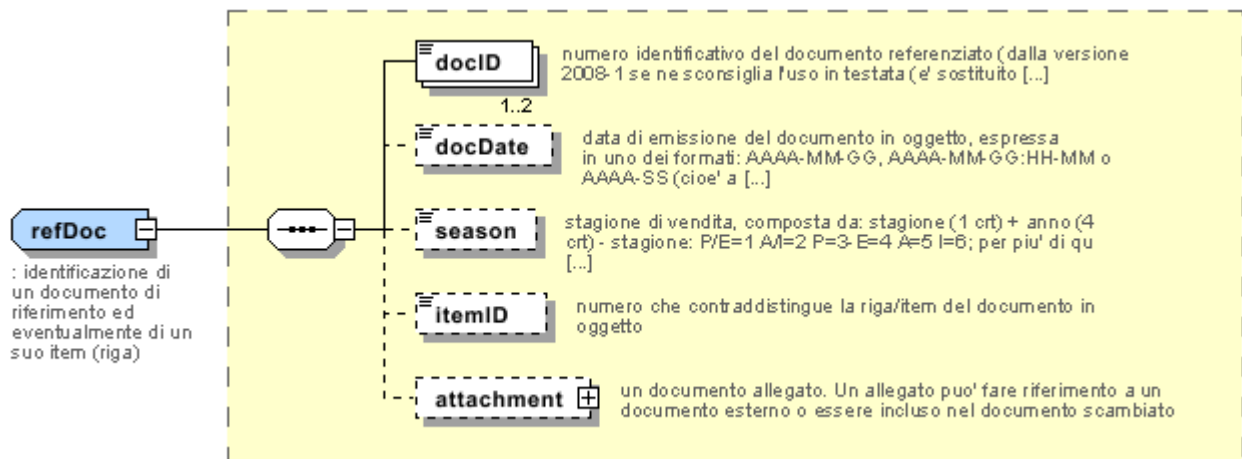 docID
numero identificativo del documento referenziato (dalla versione
2008-1 se ne sconsiglia l'uso in testata (e' sostituito [...]
1..2
docDate
data di emissione del documento in oggetto, espressa
in uno dei formati: AAAA-MM-GG, AAAA-MM-GG:HH-MM o
AAAA-SS (cioe' a [...]
season
stagione di vendita, composta da: stagione (1 crt) + anno (4
crt) - stagione: P/E=1 A/I=2 P=3- E=4 A=5 I=6; per piu' di qu
[...]
refDoc
: identificazione di
un documento di
riferimento ed
eventualmente di un
suo item (riga)
itemID
numero che contraddistingue la riga/item del documento in
oggetto
attachment
un documento allegato. Un allegato puo' fare riferimento a un
documento esterno o essere incluso nel documento scambiato